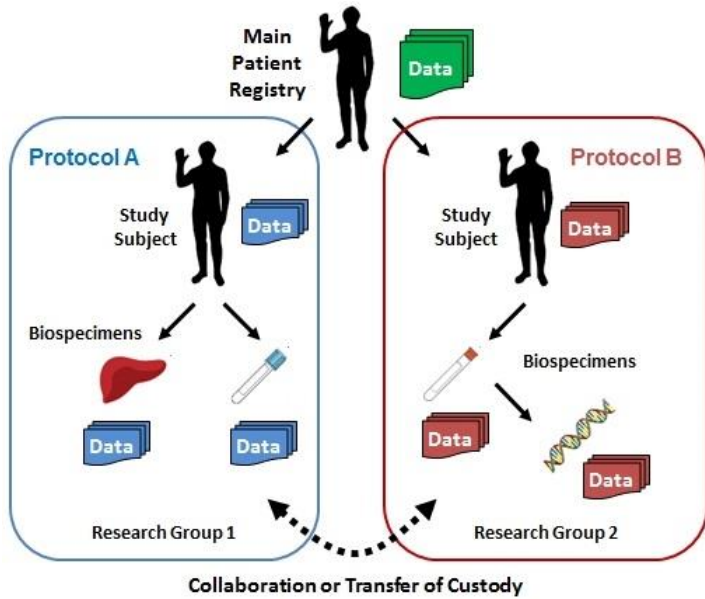 Main
Patient
Registry
Data
Protocol A
Study
Subject
Data
Biospecimens
Data
Data
Research Group 1
Protocol B
Study
Subject
Data
Biospecimens
Data
Data
Research Group 2
Collaboration or Transfer of Custody